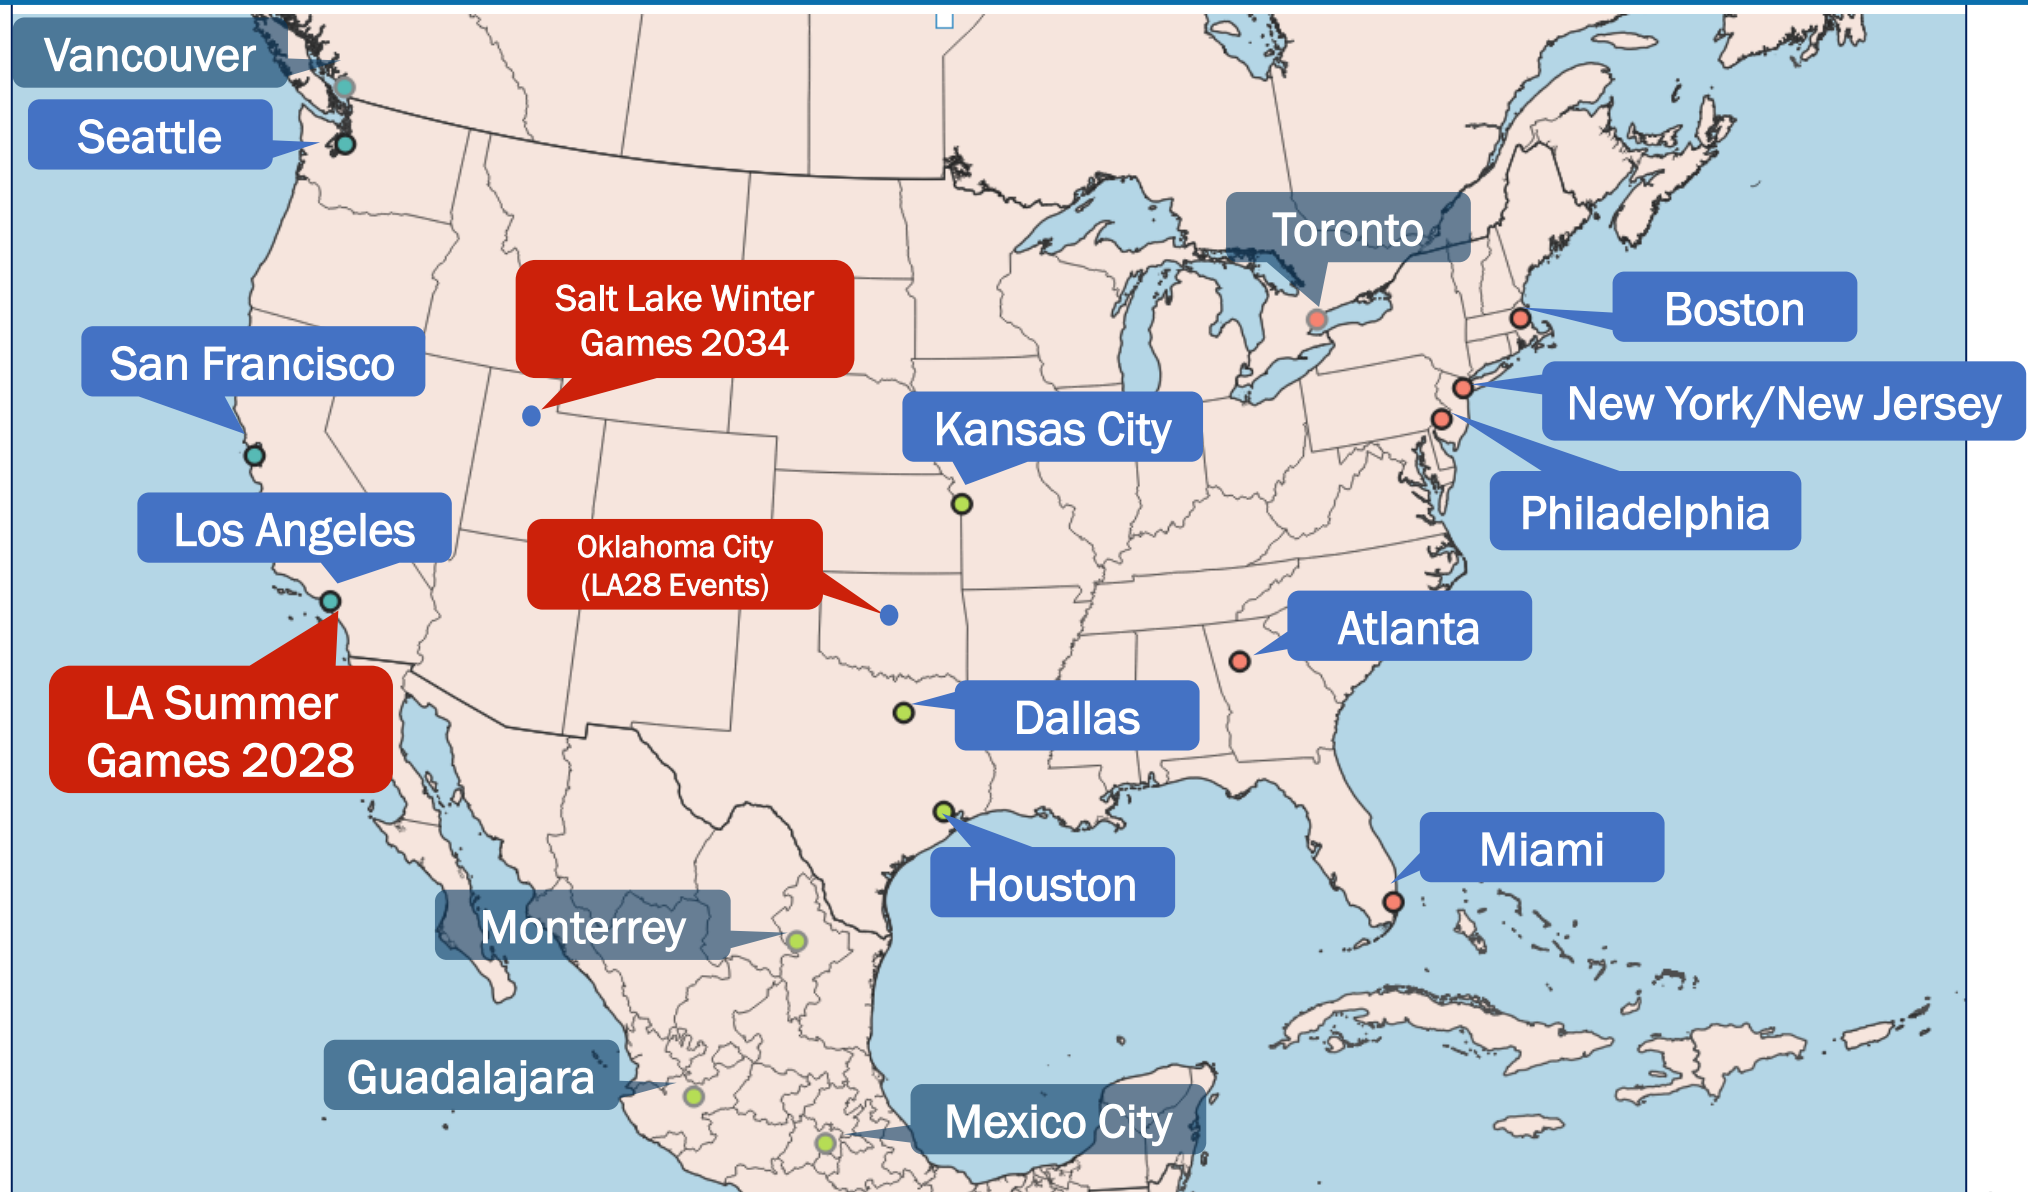 Vancouver
Seattle
Toronto
Salt Lake Winter
Games 2034
Boston
San Francisco
New York/New Jersey
Kansas City
Philadelphia
Los Angeles
Oklahoma City
(LA28 Events)
Atlanta
LA Summer
Games 2028
Dallas
Miami
Houston
Monterrey
Guadalajara
Mexico City